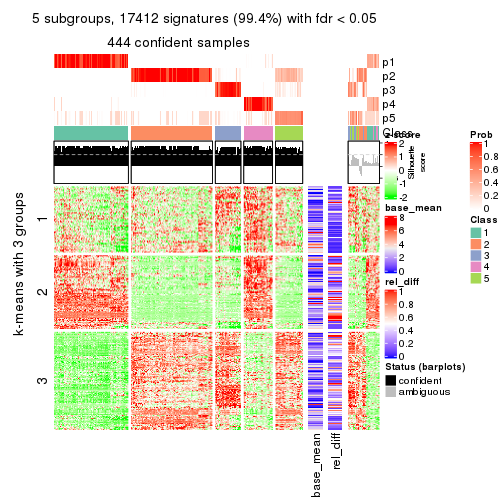 5 subgroups, 17412 signatures (99.4%) with fdr < 0.05
444 confident samples
p1
p2
p3
p4
p5
Class
z-score
2
1
0
-1
-2
Silhouette
score
base_mean
8
6
4
2
0
rel_diff
1
0.8
0.6
0.4
0.2
0
Status (barplots)
confident
ambiguous
Prob
1
0.8
0.6
0.4
0.2
0
Class
1
2
3
4
5
k-means with 3 groups
1
2
3
base_mean
rel_diff